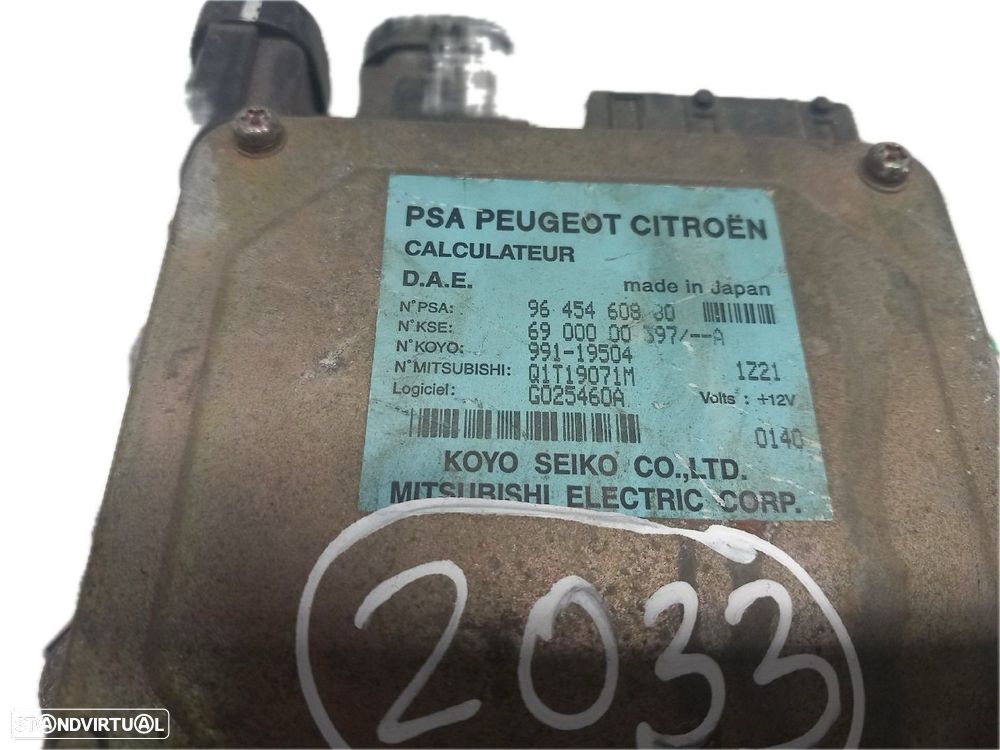 PSA PEUGEOT CITROËN
CALCULATEUR
D.A.E. made in Japan
N°PSA: 96 454 608 80
N°KSE: 69 000 00 397/--A
N°KOYO: 991-19504
N°MITSUBISHI: Q1T19071M 1Z21
Logiciel: G025460A Volts : +12V
0140
KOYO SEIKO CO.,LTD.
MITSUBISHI ELECTRIC CORP.
2033
STANDVIRTUAL